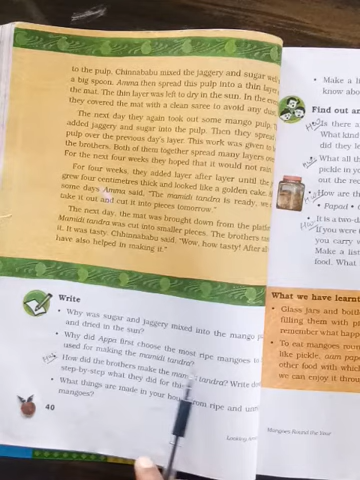 to the pulp. Chinnababu mixed the jaggery and sugar well
a big spoon. Amma then spread this pulp into a thin layer
the mat. The thin layer was left to dry in the sun. In the
they covered the mat with a clean saree to avoid any dust
The next day they again took out some mango pulp
added jaggery and sugar into the pulp. Then they spread
pulp over the previous day's layer. This work was given to
the brothers. Both of them together spread many layers over
For the next four weeks they hoped that it would not
For four weeks, they added layer after layer until the
grew four centimetres thick and looked like a golden cake.
some days Amma said, "The mamidi tandra is ready, we
take it out and cut it into pieces tomorrow."
The next day, the mat was brought down from the
Mamidi tandra was cut into smaller pieces. The brothers
it. It was tasty. Chinnababu said, "Wow, how tasty! After all
have also helped in making it."
Write
• Why was sugar and jaggery mixed into the mango
and dried in the sun?
• Why did Appa first choose the most ripe mangoes to
used for making the mamidi tandra?
• How did the brothers make the mamidi tandra? Write
step-by-step what they did for this
• What things are made in your house from ripe and
mangoes?
40
Looking
• Make a li
know about
Find out an
Is there a
What kind
did they le
• What all t
pickle in yo
out the rec
How are th
• Papad •
It is a two-da
If you were
you carry w
Make a list
food. What
What we have learnt
• Glass jars and bottl
filling them with p
remember what happ
• To eat mangoes
like pickle, aam
other food with which
we can enjoy it through
Mangoes Round the Year